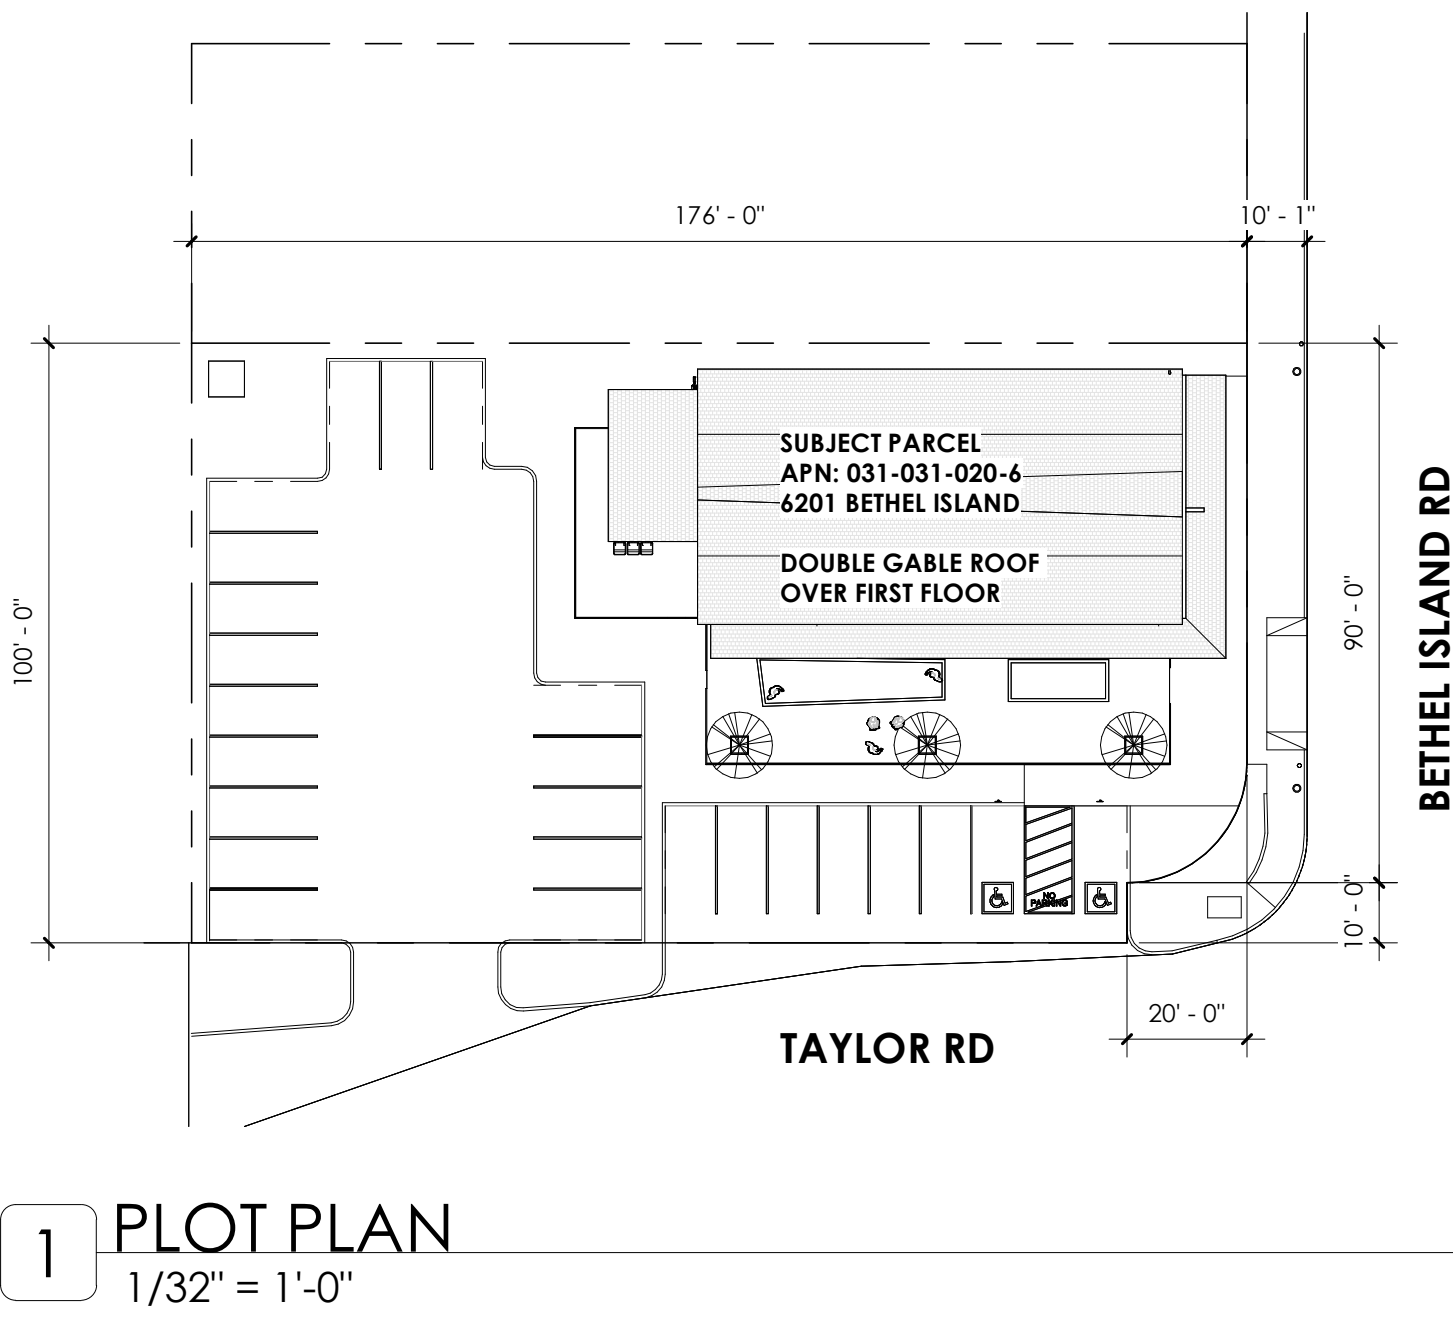 176' - 0"
10' - 1"
SUBJECT PARCEL
APN: 031-031-020-6
6201 BETHEL ISLAND
DOUBLE GABLE ROOF
OVER FIRST FLOOR
100' - 0"
90' - 0"
BETHEL ISLAND RD
NO
PARKING
10' - 0"
20' - 0"
TAYLOR RD
1
PLOT PLAN
1/32" = 1'-0"